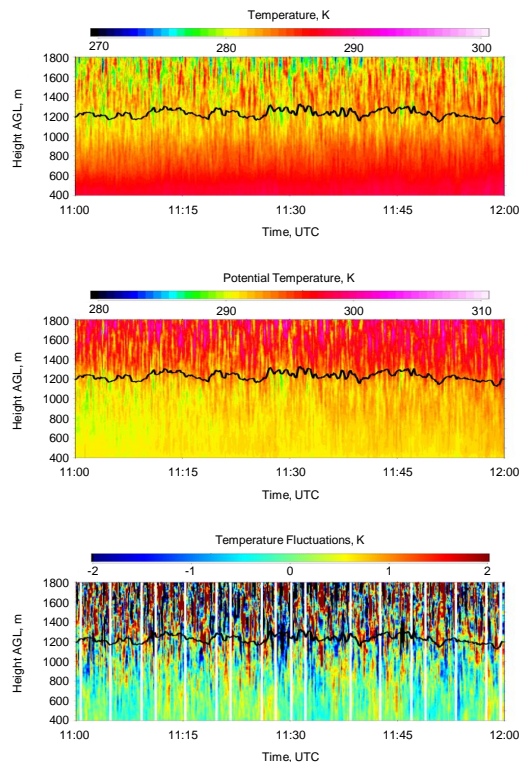 Temperature, K
270 280 290 300
1800
1600
1400
1200
1000
800
600
400
Height AGL, m
11:00 11:15 11:30 11:45 12:00
Time, UTC
Potential Temperature, K
280 290 300 310
1800
1600
1400
1200
1000
800
600
400
Height AGL, m
11:00 11:15 11:30 11:45 12:00
Time, UTC
Temperature Fluctuations, K
-2 -1 0 1 2
1800
1600
1400
1200
1000
800
600
400
Height AGL, m
11:00 11:15 11:30 11:45 12:00
Time, UTC